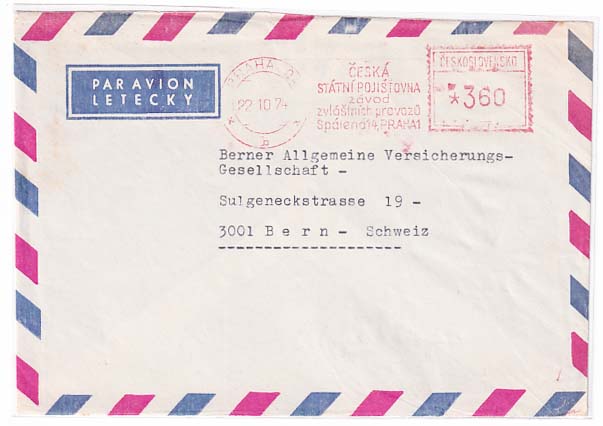 PAR AVION
LETECKY
PRAHA
22.10.74
b
ČESKÁ
STÁTNÍ POJIŠŤOVNA
závod
zvláštních provozů
Spálená 14, PRAHA 1
ČESKOSLOVENSKO
*360
Berner Allgemeine Versicherungs-
Gesellschaft -
Sulgeneckstrasse 19 -
3001 B e r n - Schweiz